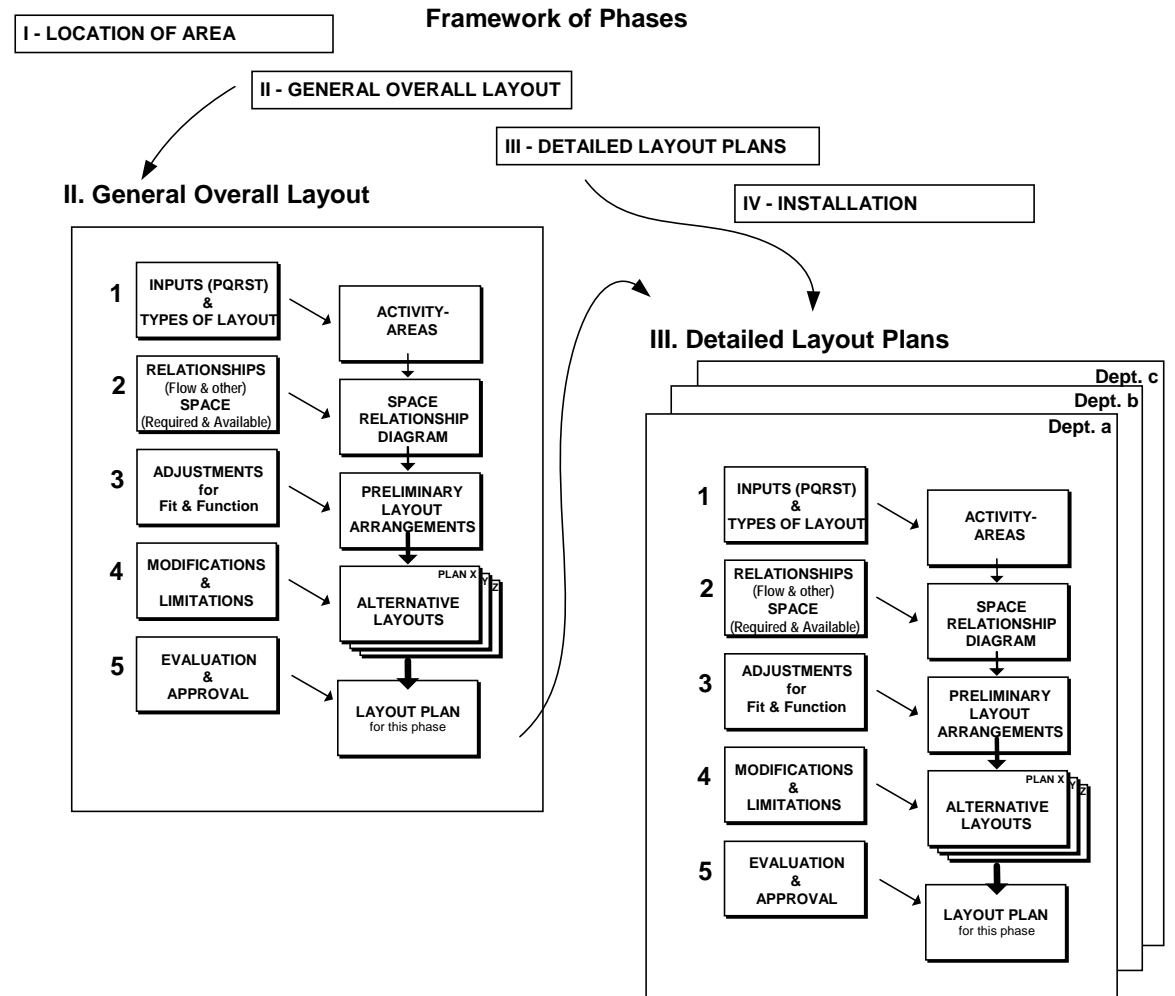 Framework of Phases
I - LOCATION OF AREA
II - GENERAL OVERALL LAYOUT
III - DETAILED LAYOUT PLANS
IV - INSTALLATION
II. General Overall Layout
1
INPUTS (PQRST)
&
TYPES OF LAYOUT
ACTIVITY-
AREAS
2
RELATIONSHIPS
(Flow & other)
SPACE
(Required & Available)
SPACE
RELATIONSHIP
DIAGRAM
3
ADJUSTMENTS
for
Fit & Function
PRELIMINARY
LAYOUT
ARRANGEMENTS
4
MODIFICATIONS
&
LIMITATIONS
PLAN X
Y
Z
ALTERNATIVE
LAYOUTS
5
EVALUATION
&
APPROVAL
LAYOUT PLAN
for this phase
III. Detailed Layout Plans
Dept. c
Dept. b
Dept. a
1
INPUTS (PQRST)
&
TYPES OF LAYOUT
ACTIVITY-
AREAS
2
RELATIONSHIPS
(Flow & other)
SPACE
(Required & Available)
SPACE
RELATIONSHIP
DIAGRAM
3
ADJUSTMENTS
for
Fit & Function
PRELIMINARY
LAYOUT
ARRANGEMENTS
4
MODIFICATIONS
&
LIMITATIONS
PLAN X
Y
Z
ALTERNATIVE
LAYOUTS
5
EVALUATION
&
APPROVAL
LAYOUT PLAN
for this phase